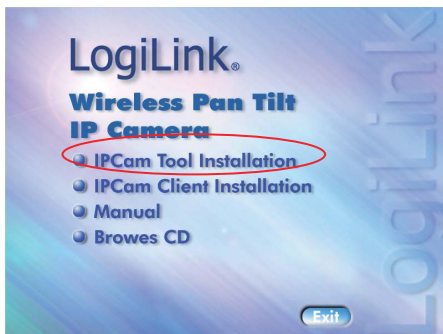 LogiLink®
Wireless Pan Tilt
IP Camera
IPCam Tool Installation
IPCam Client Installation
Manual
Browes CD
Exit
LogiLink